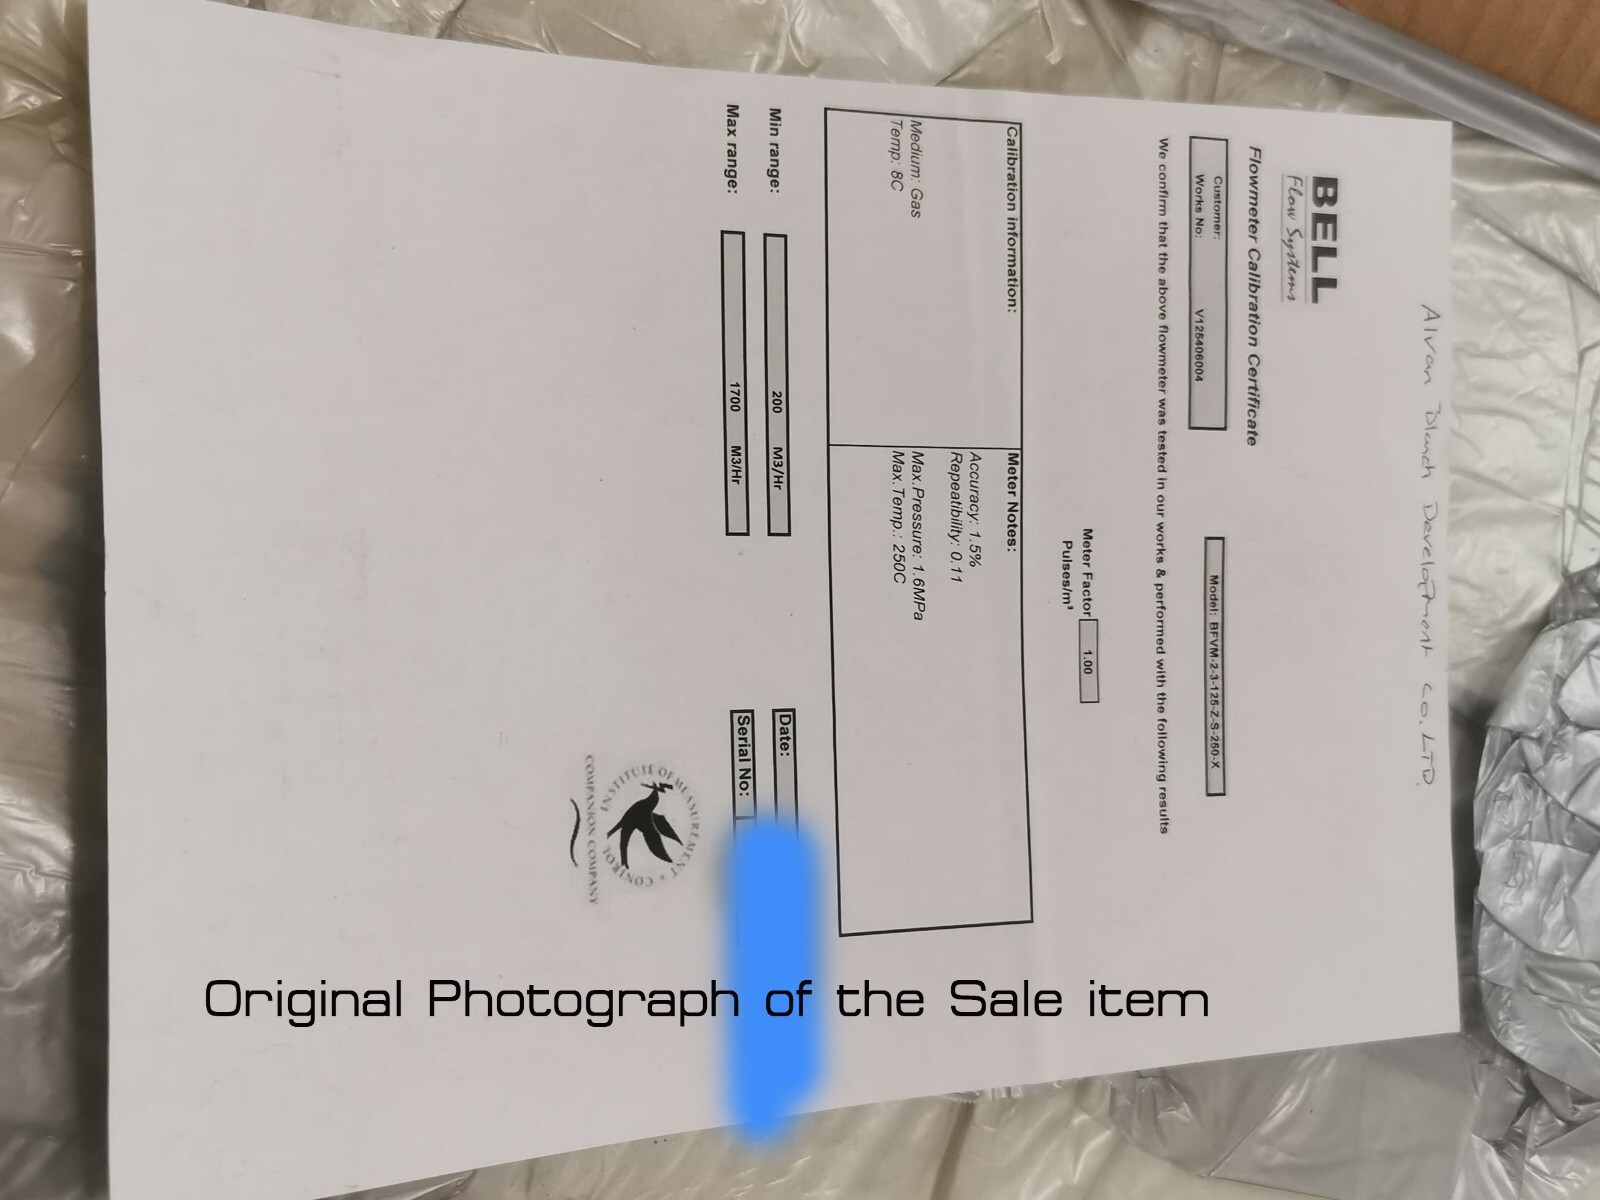 Alvan Blanch Development Co. LTD.
BELL
Flow Systems
Flowmeter Calibration Certificate
Customer:
Works No: V125406004
Model: BFVM-2-3-125-Z-S-250-X
We confirm that the above flowmeter was tested in our works & performed with the following results
Meter Factor 1.00
Pulses/m³
Calibration information:
Medium: Gas
Temp: 8C
Meter Notes:
Accuracy: 1.5%
Repeatibility: 0.11
Max.Pressure: 1.6MPa
Max.Temp.: 250C
Min range: 200 M3/Hr
Max range: 1700 M3/Hr
Date:
Serial No:
INSTITUTE OF MEASUREMENT + CONTROL
COMPANION COMPANY
Original Photograph of the Sale item